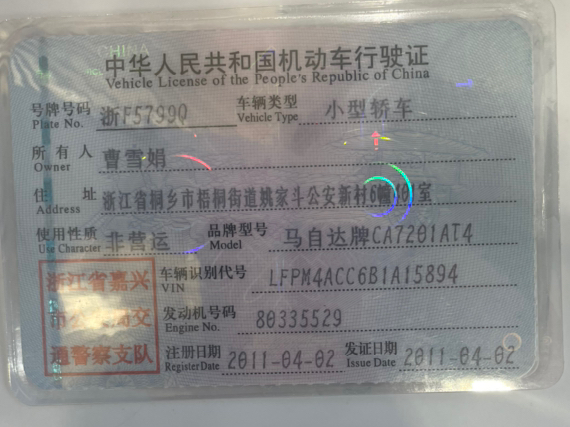 中华人民共和国机动车行驶证
Vehicle License of the People's Republic of China
号牌号码 浙F5799Q 车辆类型 小型轿车
Plate No. Vehicle Type
所有人 曹雪娟
Owner
住址 浙江省桐乡市梧桐街道姚家斗公安新村6幢 室
Address
使用性质 非营运 品牌型号 马自达牌CA7201AT4
Use Character Model
浙江省嘉兴 车辆识别代号 LFPM4ACC6B1A15894
VIN
交 发动机号码 80335529
Engine No.
通警察支队 注册日期 2011-04-02 发证日期 2011-04-02
Register Date Issue Date